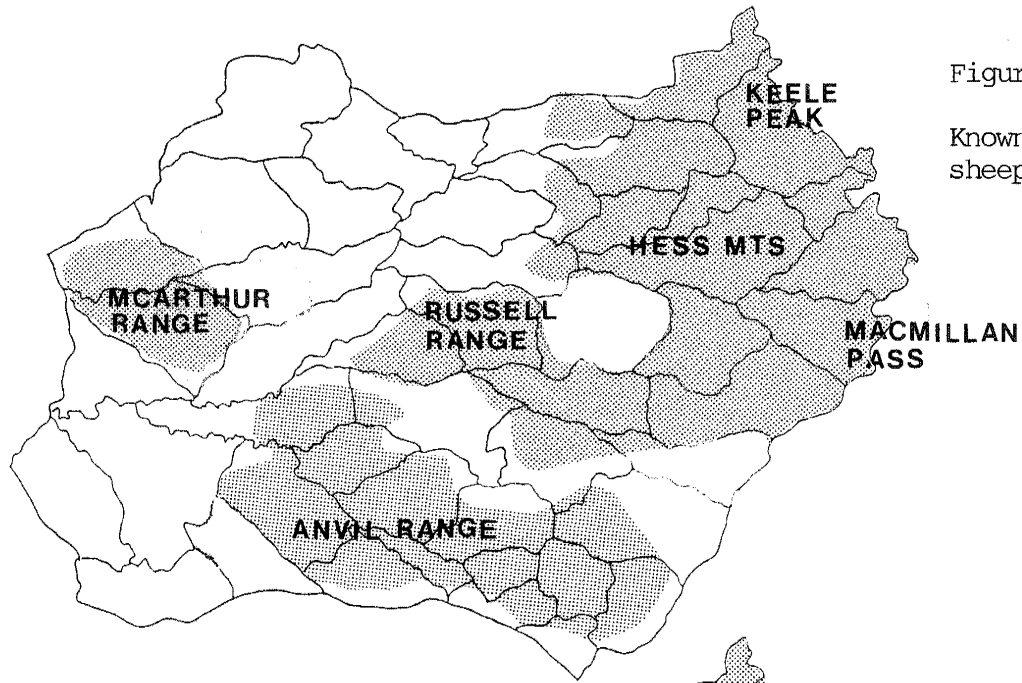 Figur
KEELE
PEAK
Known
sheep
HESS MTS
MCARTHUR
RANGE
RUSSELL
RANGE
MACMILLAN
PASS
ANVIL RANGE